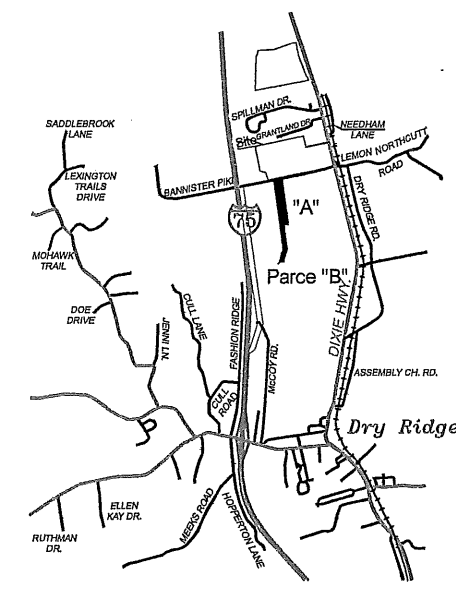 SPILLMAN DR.
SADDLEBROOK
LANE
Site
GRANTLAND DR.
NEEDHAM
LANE
LEMON NORTHCUTT
ROAD
LEXINGTON
TRAILS
DRIVE
BANNISTER PIK
DRY RIDGE RD.
"A"
75
MOHAWK
TRAIL
Parce "B"
DOE
DRIVE
CULL LANE
FASHION RIDGE
DIXIE HWY.
JENNI LN.
McCOY RD.
ASSEMBLY CH. RD.
CULL
ROAD
Dry Ridge
ELLEN
KAY DR.
MEEKS ROAD
HOPPERTON LANE
RUTHMAN
DR.